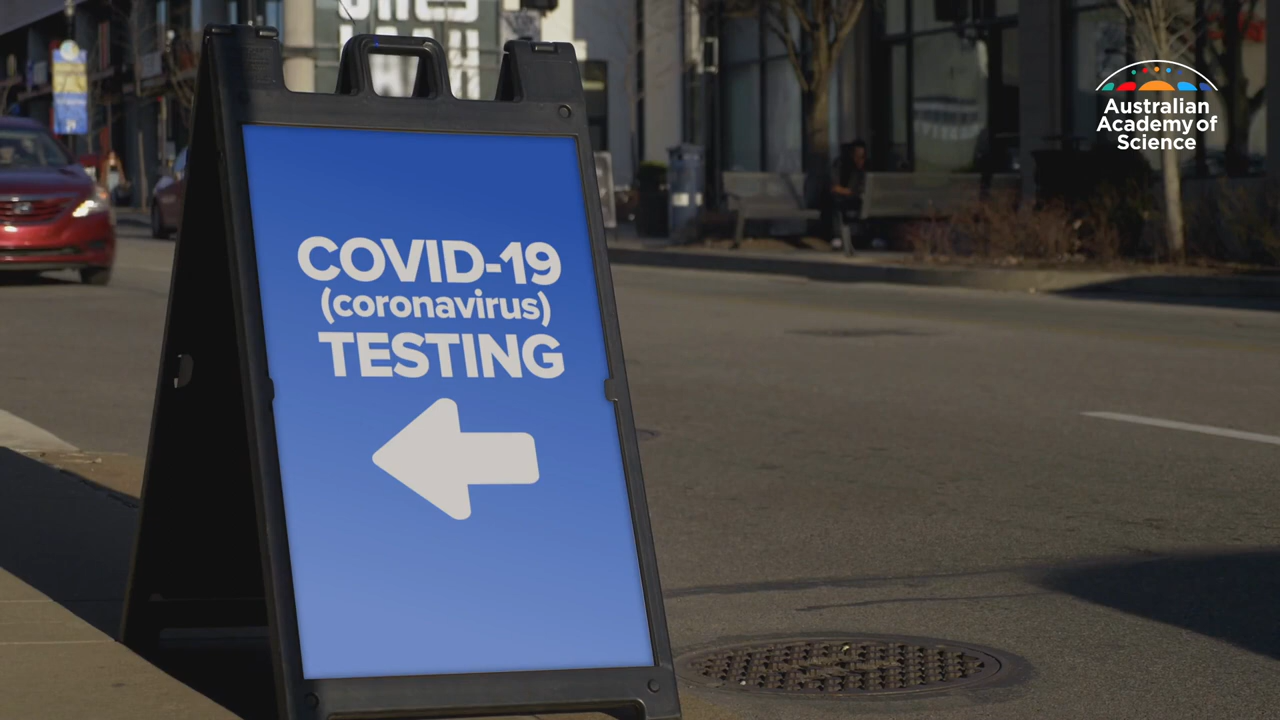 COVID-19
(coronavirus)
TESTING
Australian
Academy of
Science